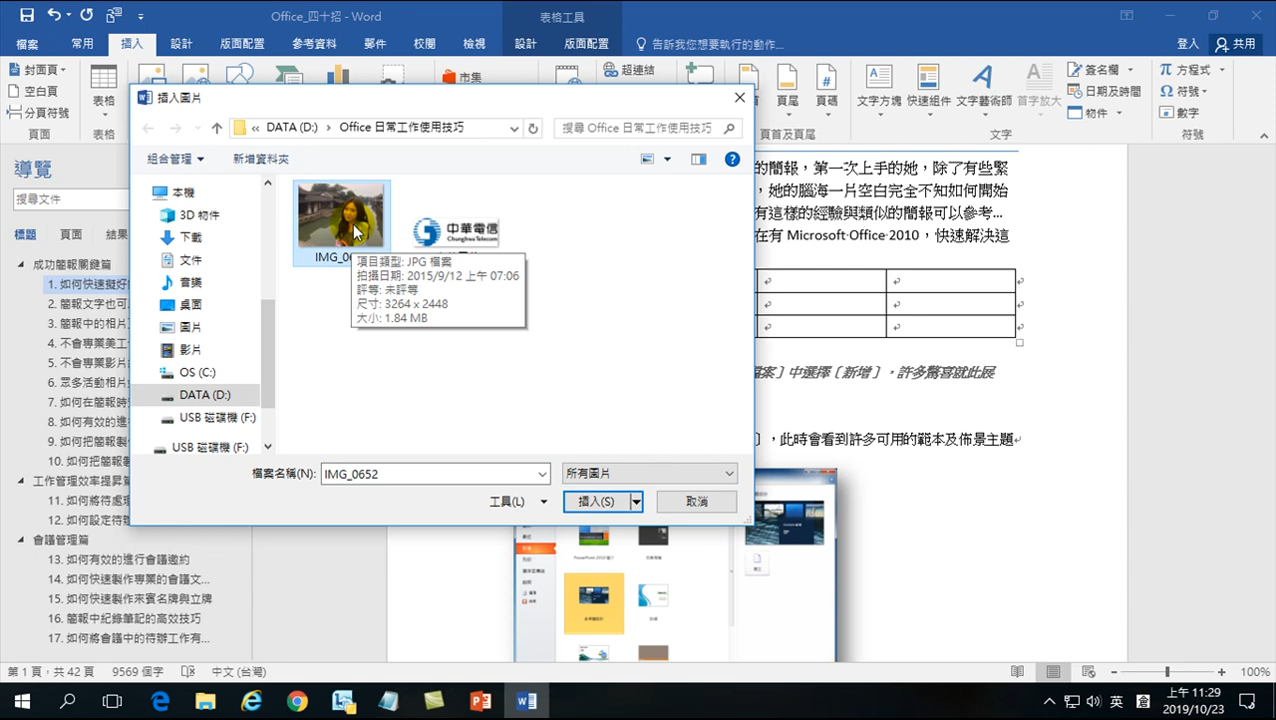 Office_四十招 - Word
表格工具
檔案 常用 插入 設計 版面配置 參考資料 郵件 校閱 檢視 設計 版面配置 告訴我您想要執行的動作... 登入 共用
封面頁
空白頁
分頁符號
頁面
表格
表格
市集
超連結
頁尾
頁碼
頁首及頁尾
文字方塊 快速組件 文字藝術師 首字放大
簽名欄
日期及時間
物件
文字
方程式
符號
數字
符號
插入圖片
« DATA (D:) › Office 日常工作使用技巧
搜尋 Office 日常工作使用技巧
組合管理 新增資料夾
本機
3D 物件
下載
文件
音樂
桌面
圖片
影片
OS (C:)
DATA (D:)
USB 磁碟機 (F:)
USB 磁碟機 (F:)
中華電信
Chunghwa Telecom
項目類型: JPG 檔案
拍攝日期: 2015/9/12 上午 07:06
評等: 未評等
尺寸: 3264 x 2448
大小: 1.84 MB
檔案名稱(N): IMG_0652
所有圖片
工具(L) 插入(S) 取消
導覽
搜尋文件
標題 頁面 結果
成功簡報關鍵篇
1. 如何快速擬好
2. 簡報文字也可
3. 簡報中的相片
4. 不會專業美工
5. 不會專業影片
6. 眾多活動相片
7. 如何在簡報時
8. 如何有效的進
9. 如何把簡報製
10. 如何把簡報製
工作管理效率提昇篇
11. 如何將待處理
12. 如何設定待辦
會議管理篇
13. 如何有效的進行會議邀約
14. 如何快速製作專業的會議文...
15. 如何快速製作來賓名牌與立牌
16. 簡報中紀錄筆記的高效技巧
17. 如何將會議中的待辦工作有...
的簡報，第一次上手的她，除了有些緊
，她的腦海一片空白完全不知如何開始
有這樣的經驗與類似的簡報可以參考...
在有 Microsoft Office 2010，快速解決這
檔案〕中選擇〔新增〕，許多驚喜就此展
〕，此時會看到許多可用的範本及佈景主題
第 1 頁，共 42 頁 9569 個字 中文 (台灣) 100%
英
上午 11:29
2019/10/23